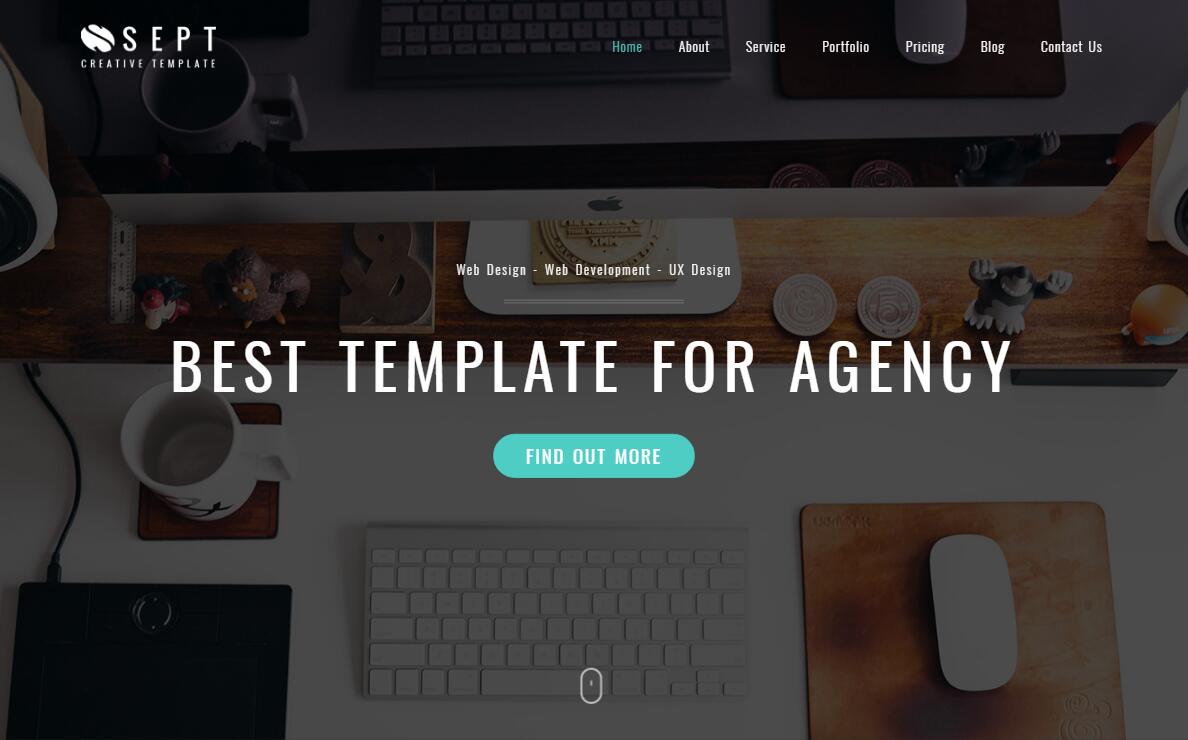 SEPT
CREATIVE TEMPLATE
Home About Service Portfolio Pricing Blog Contact Us
XMM
Web Design - Web Development - UX Design
BEST TEMPLATE FOR AGENCY
FIND OUT MORE